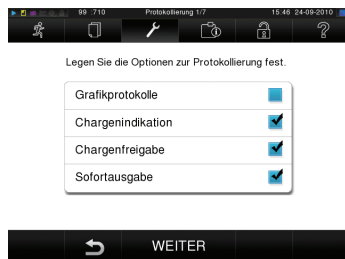 99 :710 Protokollierung 1/7 15:46 24-09-2010
Legen Sie die Optionen zur Protokollierung fest.
Grafikprotokolle
Chargenindikation
Chargenfreigabe
Sofortausgabe
WEITER